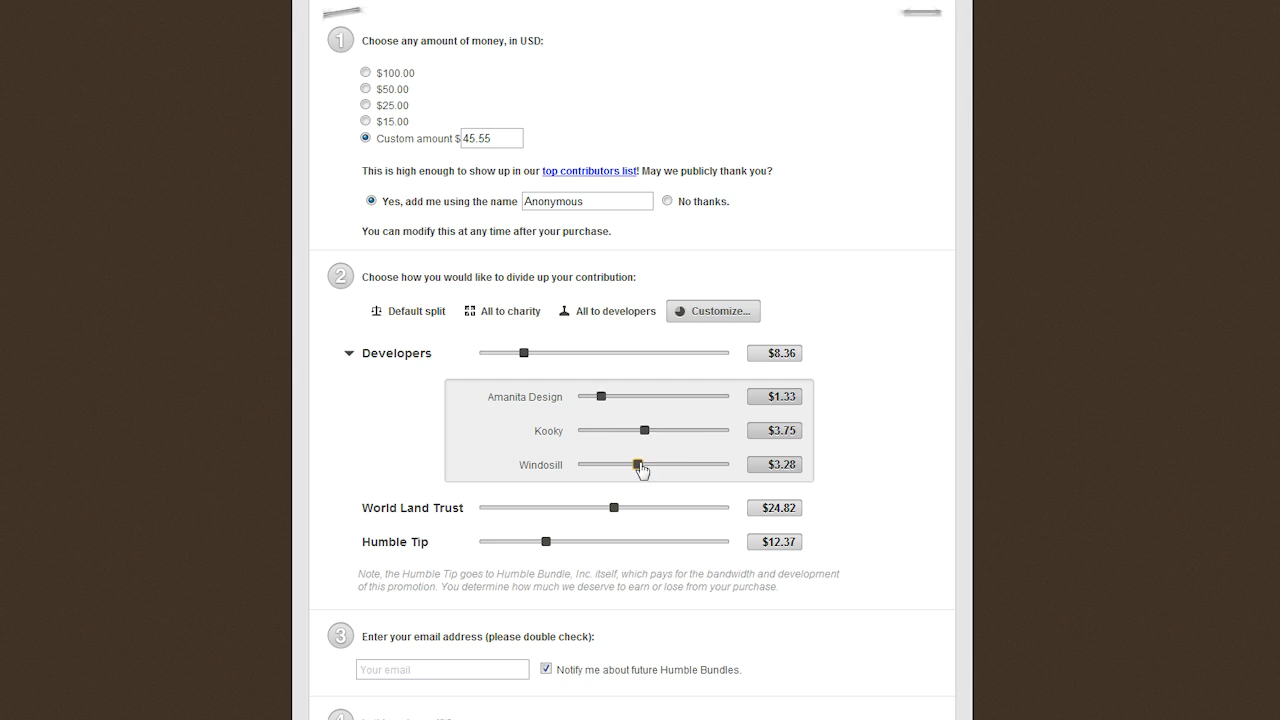 1 Choose any amount of money, in USD:
$100.00
$50.00
$25.00
$15.00
Custom amount $ 45.55
This is high enough to show up in our top contributors list! May we publicly thank you?
Yes, add me using the name Anonymous No thanks.
You can modify this at any time after your purchase.
2 Choose how you would like to divide up your contribution:
Default split All to charity All to developers Customize...
Developers $8.36
Amanita Design $1.33
Kooky $3.75
Windosill $3.28
World Land Trust $24.82
Humble Tip $12.37
Note, the Humble Tip goes to Humble Bundle, Inc. itself, which pays for the bandwidth and development
of this promotion. You determine how much we deserve to earn or lose from your purchase.
3 Enter your email address (please double check):
Your email Notify me about future Humble Bundles.